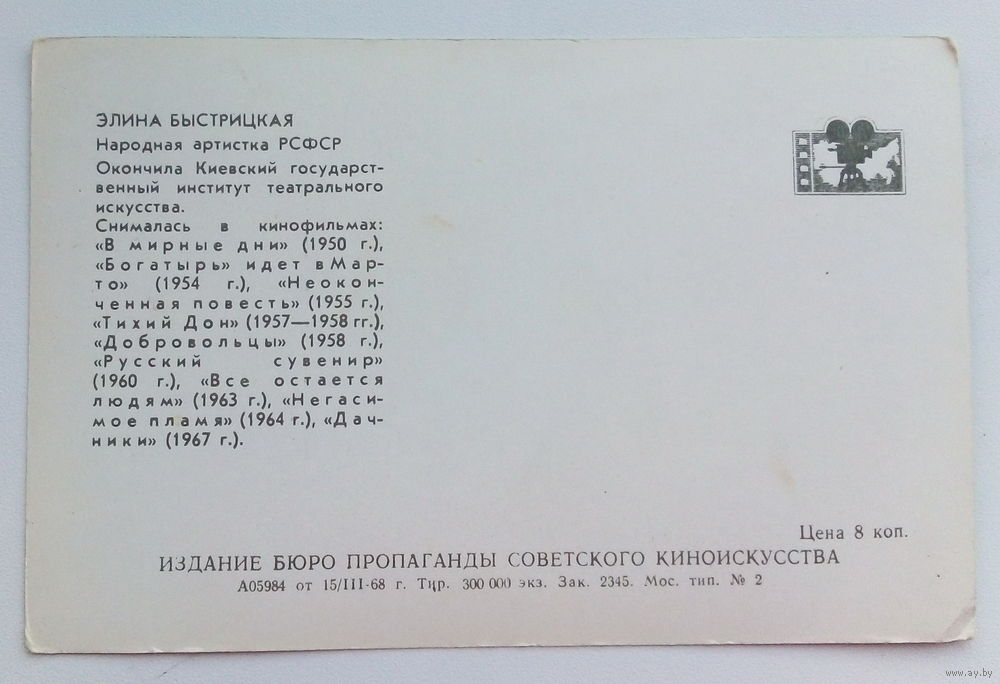 ЭЛИНА БЫСТРИЦКАЯ
Народная артистка РСФСР
Окончила Киевский государст-
венный институт театрального
искусства.
Снималась в кинофильмах:
«В мирные дни» (1950 г.),
«Богатырь» идет в Мар-
то» (1954 г.), «Неокон-
ченная повесть» (1955 г.),
«Тихий Дон» (1957—1958 гг.),
«Добровольцы» (1958 г.),
«Русский сувенир»
(1960 г.), «Все остается
людям» (1963 г.), «Негаси-
мое пламя» (1964 г.), «Дач-
ники» (1967 г.).
Цена 8 коп.
ИЗДАНИЕ БЮРО ПРОПАГАНДЫ СОВЕТСКОГО КИНОИСКУССТВА
А05984 от 15/III-68 г. Тир. 300 000 экз. Зак. 2345. Мос. тип. № 2
www.ay.by